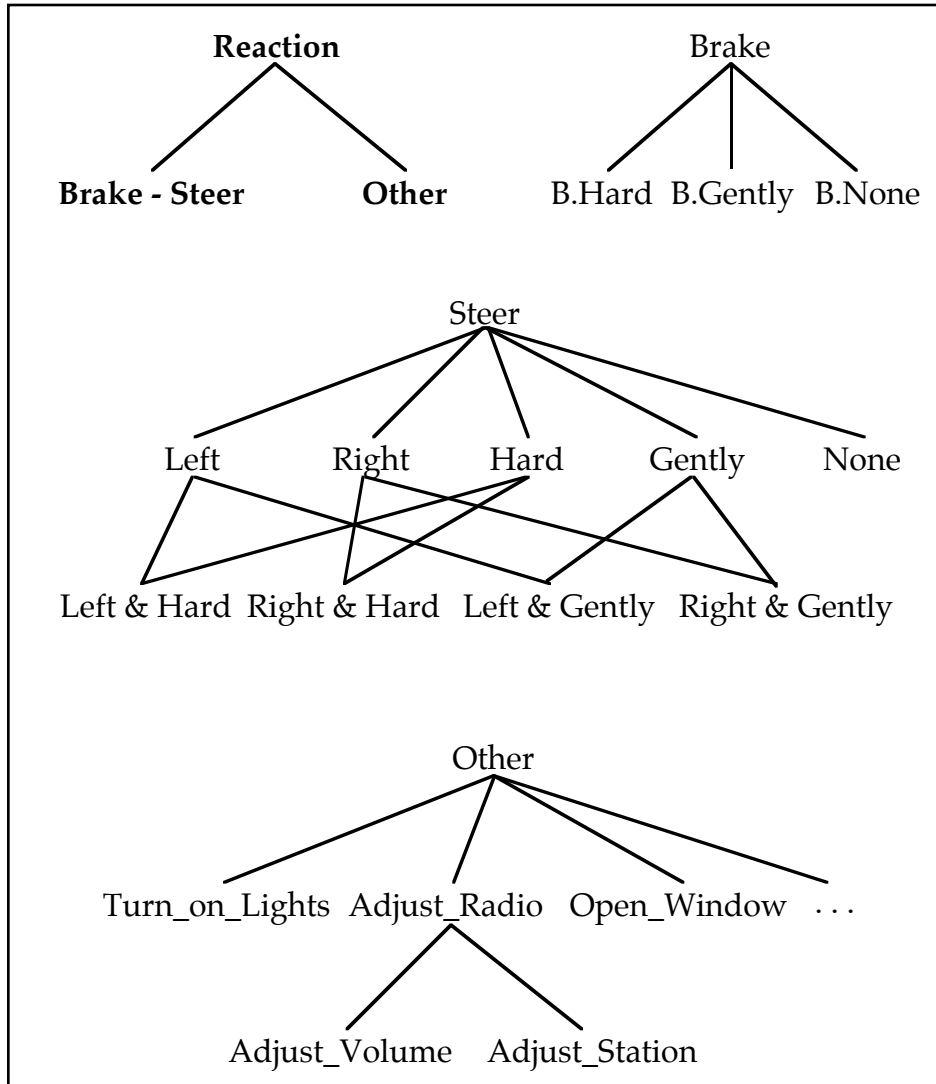 Reaction Brake
Brake - Steer Other B.Hard B.Gently B.None
Steer
Left Right Hard Gently None
Left & Hard Right & Hard Left & Gently Right & Gently
Other
Turn_on_Lights Adjust_Radio Open_Window . . .
Adjust_Volume Adjust_Station